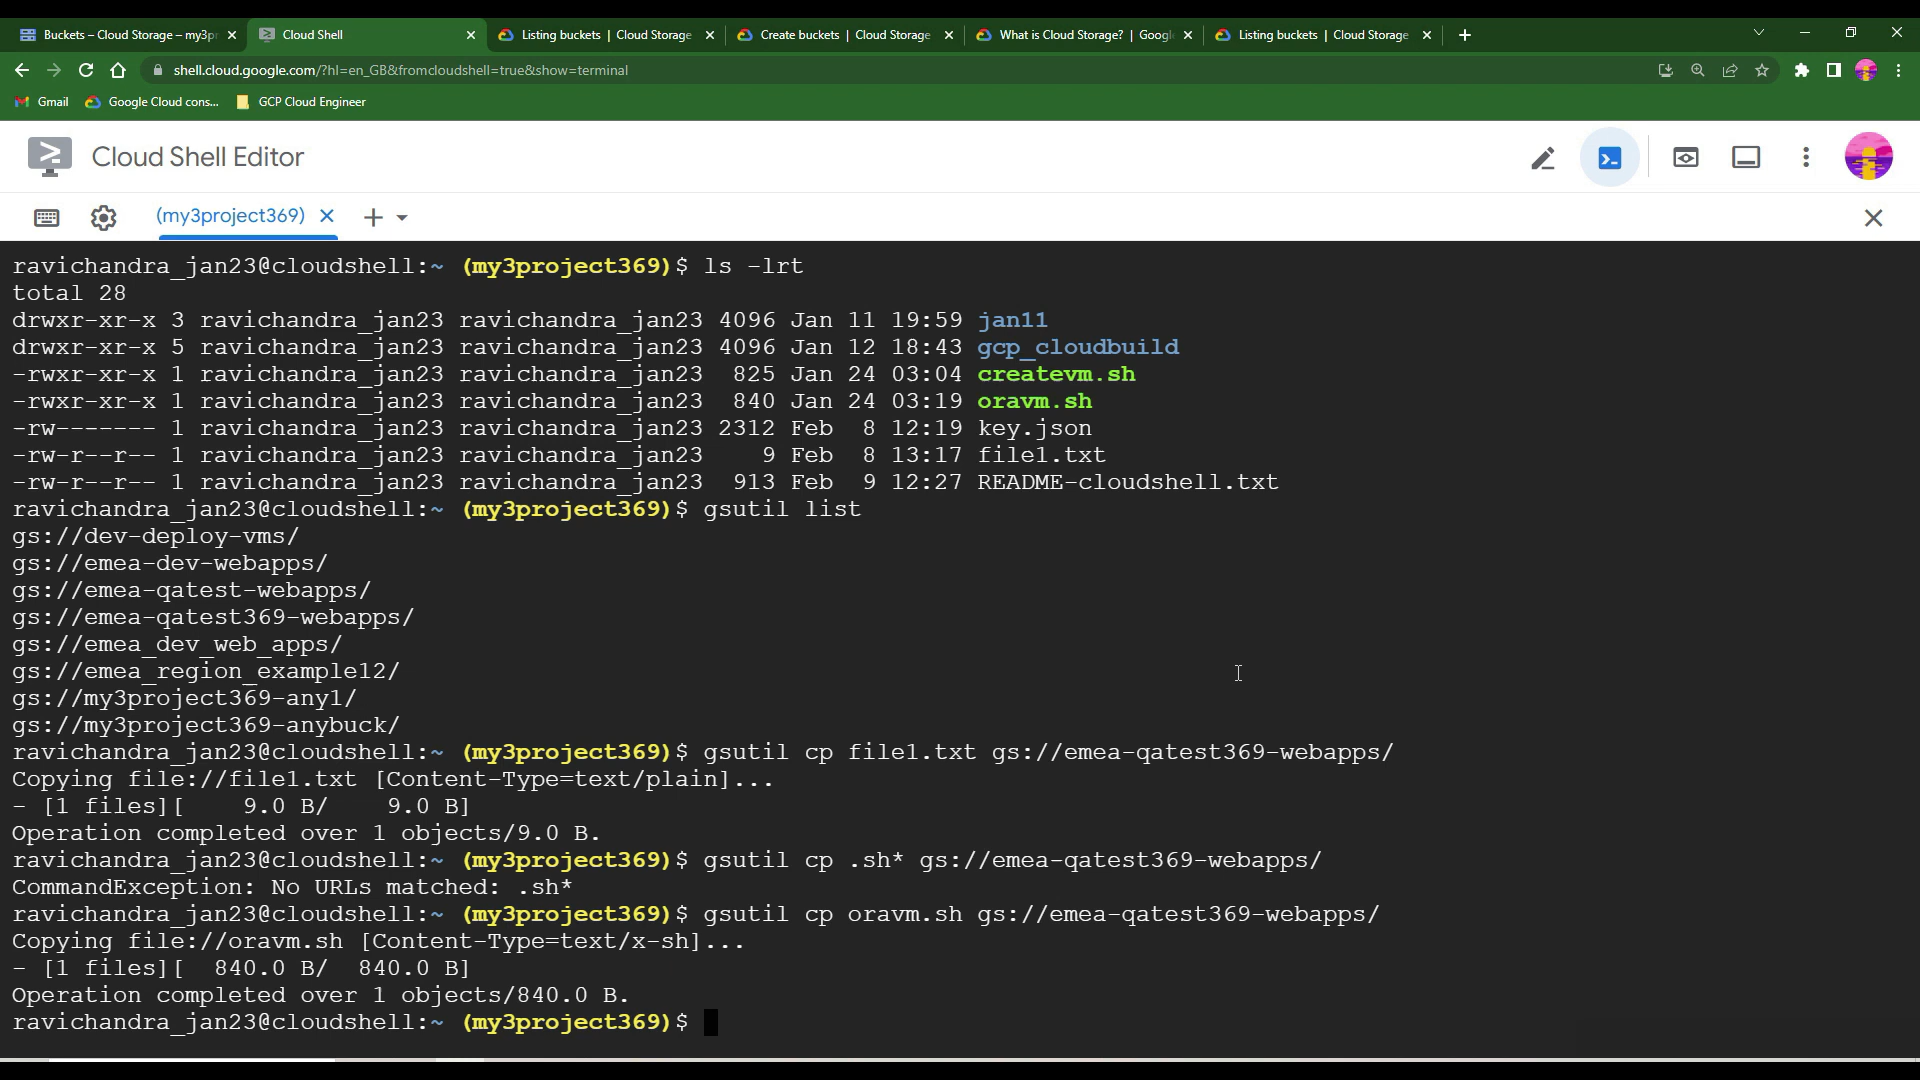 Buckets – Cloud Storage – my3pr
Cloud Shell
Listing buckets | Cloud Storage
Create buckets | Cloud Storage
What is Cloud Storage? | Googl
Listing buckets | Cloud Storage
shell.cloud.google.com/?hl=en_GB&fromcloudshell=true&show=terminal
Gmail
Google Cloud cons...
GCP Cloud Engineer
Cloud Shell Editor
(my3project369)
ravichandra_jan23@cloudshell:~ (my3project369)$ ls -lrt
total 28
drwxr-xr-x 3 ravichandra_jan23 ravichandra_jan23 4096 Jan 11 19:59 jan11
drwxr-xr-x 5 ravichandra_jan23 ravichandra_jan23 4096 Jan 12 18:43 gcp_cloudbuild
-rwxr-xr-x 1 ravichandra_jan23 ravichandra_jan23  825 Jan 24 03:04 createvm.sh
-rwxr-xr-x 1 ravichandra_jan23 ravichandra_jan23  840 Jan 24 03:19 oravm.sh
-rw------- 1 ravichandra_jan23 ravichandra_jan23 2312 Feb  8 12:19 key.json
-rw-r--r-- 1 ravichandra_jan23 ravichandra_jan23    9 Feb  8 13:17 file1.txt
-rw-r--r-- 1 ravichandra_jan23 ravichandra_jan23  913 Feb  9 12:27 README-cloudshell.txt
ravichandra_jan23@cloudshell:~ (my3project369)$ gsutil list
gs://dev-deploy-vms/
gs://emea-dev-webapps/
gs://emea-qatest-webapps/
gs://emea-qatest369-webapps/
gs://emea_dev_web_apps/
gs://emea_region_example12/
gs://my3project369-any1/
gs://my3project369-anybuck/
ravichandra_jan23@cloudshell:~ (my3project369)$ gsutil cp file1.txt gs://emea-qatest369-webapps/
Copying file://file1.txt [Content-Type=text/plain]...
- [1 files][    9.0 B/    9.0 B]
Operation completed over 1 objects/9.0 B.
ravichandra_jan23@cloudshell:~ (my3project369)$ gsutil cp .sh* gs://emea-qatest369-webapps/
CommandException: No URLs matched: .sh*
ravichandra_jan23@cloudshell:~ (my3project369)$ gsutil cp oravm.sh gs://emea-qatest369-webapps/
Copying file://oravm.sh [Content-Type=text/x-sh]...
- [1 files][  840.0 B/  840.0 B]
Operation completed over 1 objects/840.0 B.
ravichandra_jan23@cloudshell:~ (my3project369)$